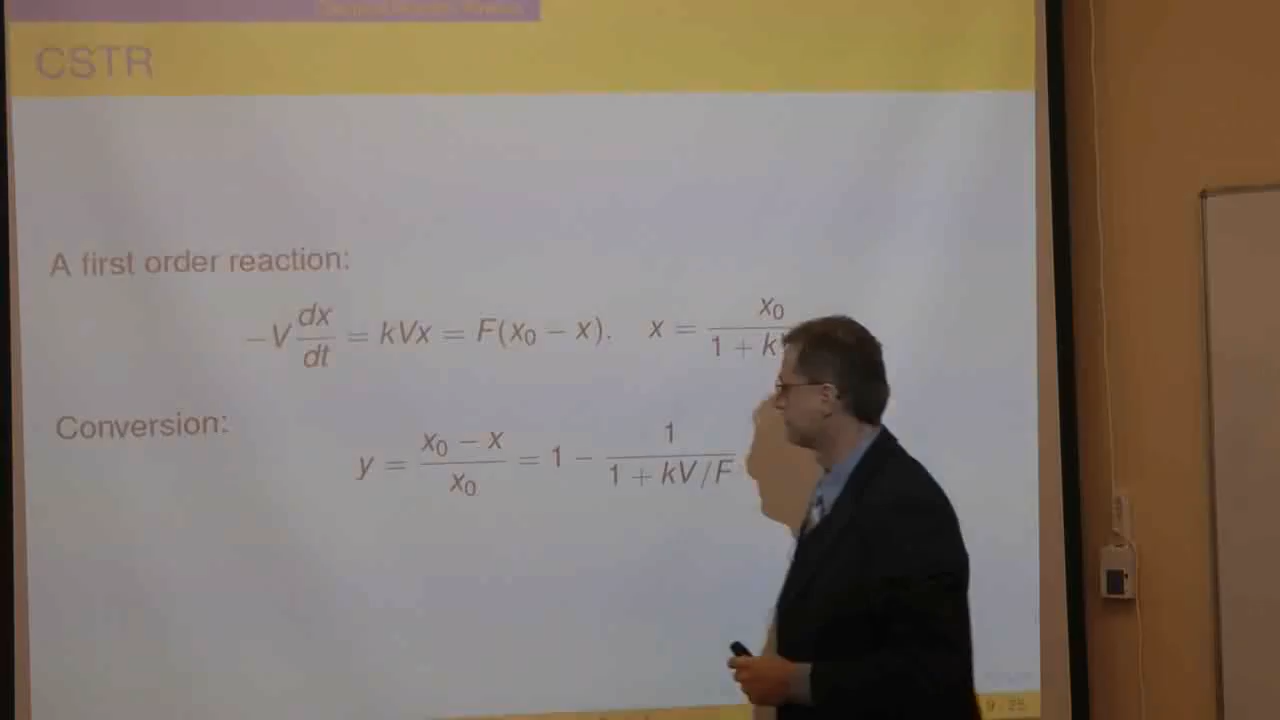 CSTR
A first order reaction:
−V dx/dt = kVx = F(x₀ − x). x = x₀/(1 + k
Conversion:
y = (x₀ − x)/x₀ = 1 − 1/(1 + kV/F)